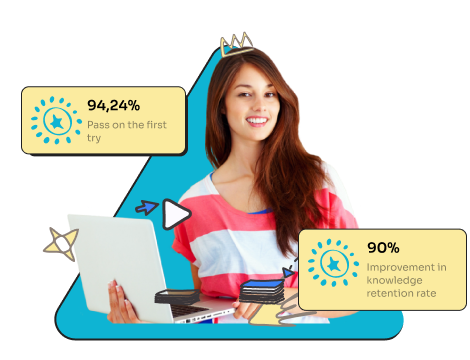 94,24%
Pass on the first
try
90%
Improvement in
knowledge
retention rate